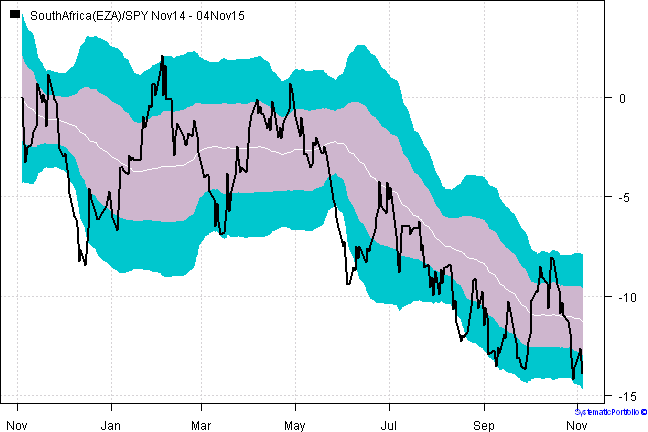 SouthAfrica(EZA)/SPY Nov14 - 04Nov15
0
-5
-10
-15
SystematicPortfolio ©
Nov Jan Mar May Jul Sep Nov